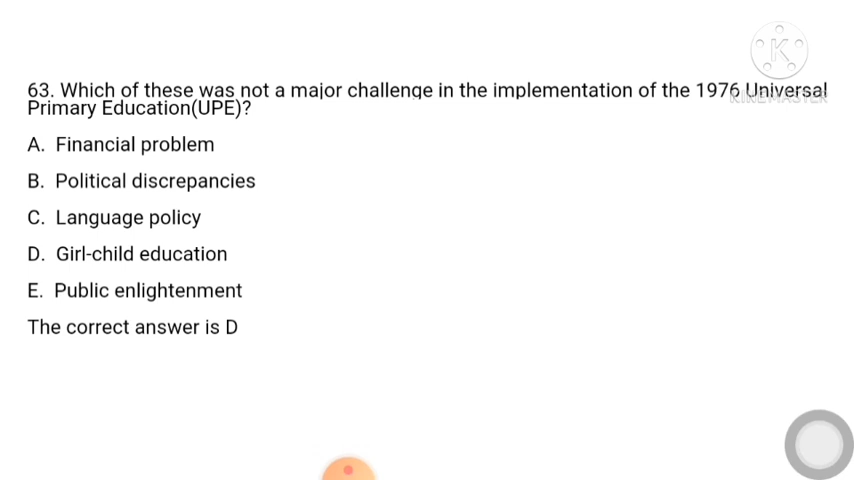 63. Which of these was not a major challenge in the implementation of the 1976 Universal
Primary Education(UPE)?
A. Financial problem
B. Political discrepancies
C. Language policy
D. Girl-child education
E. Public enlightenment
The correct answer is D
K
KINEMASTER